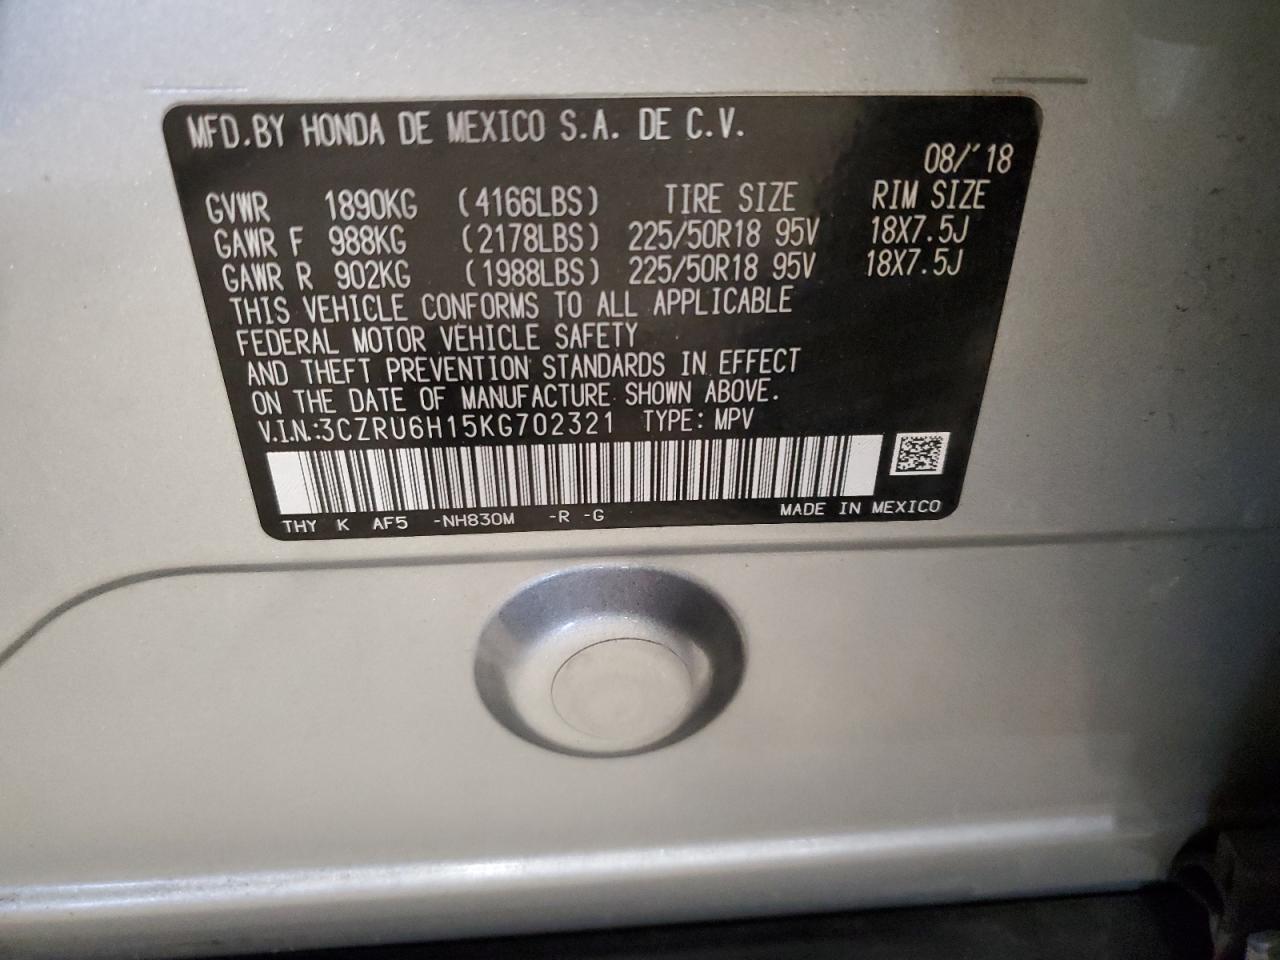 MFD.BY HONDA DE MEXICO S.A. DE C.V.
08/'18
GVWR 1890KG (4166LBS) TIRE SIZE RIM SIZE
GAWR F 988KG (2178LBS) 225/50R18 95V 18X7.5J
GAWR R 902KG (1988LBS) 225/50R18 95V 18X7.5J
THIS VEHICLE CONFORMS TO ALL APPLICABLE
FEDERAL MOTOR VEHICLE SAFETY
AND THEFT PREVENTION STANDARDS IN EFFECT
ON THE DATE OF MANUFACTURE SHOWN ABOVE.
V.I.N.:3CZRU6H15KG702321 TYPE: MPV
THY K AF5 -NH830M -R -G MADE IN MEXICO